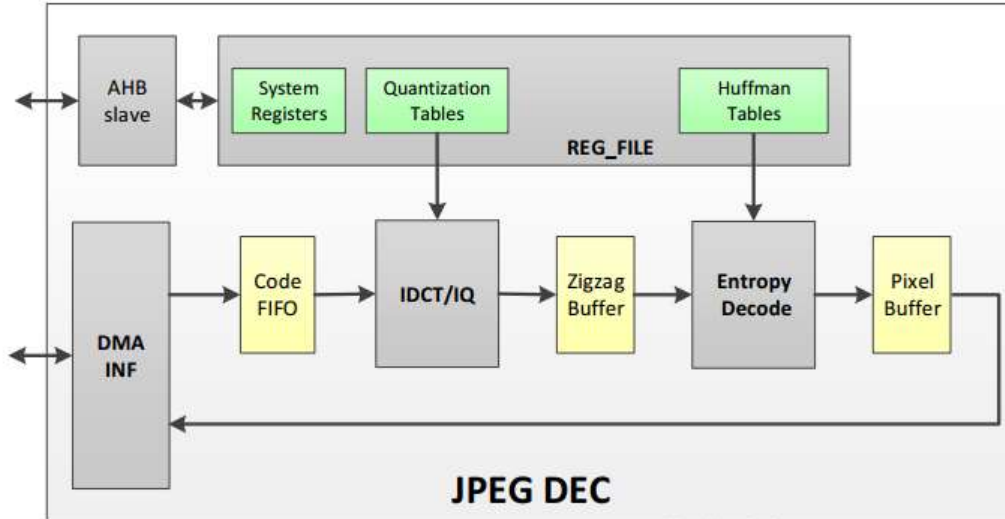 AHB
slave
System
Registers
Quantization
Tables
Huffman
Tables
REG_FILE
DMA
INF
Code
FIFO
IDCT/IQ
Zigzag
Buffer
Entropy
Decode
Pixel
Buffer
JPEG DEC